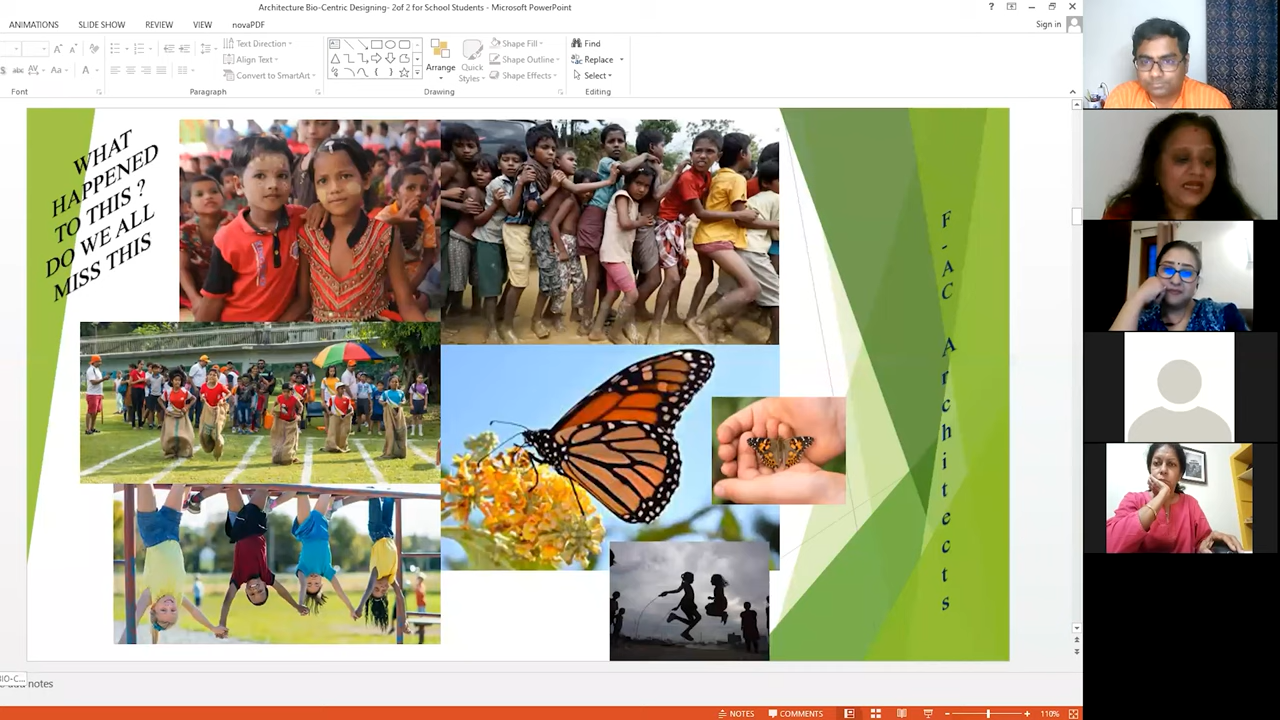 Architecture Bio-Centric Designing- 2of 2 for School Students - Microsoft PowerPoint
?
Sign in
ANIMATIONS SLIDE SHOW REVIEW VIEW novaPDF
Text Direction
Align Text
Convert to SmartArt
Arrange
Quick Styles
Shape Fill
Shape Outline
Shape Effects
Find
Replace
Select
Font Paragraph Drawing Editing
WHAT
HAPPENED
TO THIS ?
DO WE ALL
MISS THIS
F-AC Architects
notes
NOTES COMMENTS 110%